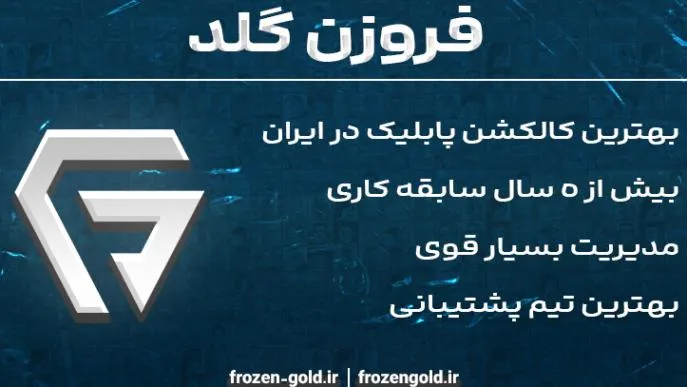 فروزن گلد
بهترین کالکشن پابلیک در ایران
بیش از ۵ سال سابقه کاری
مدیریت بسیار قوی
بهترین تیم پشتیبانی
frozen-gold.ir | frozengold.ir